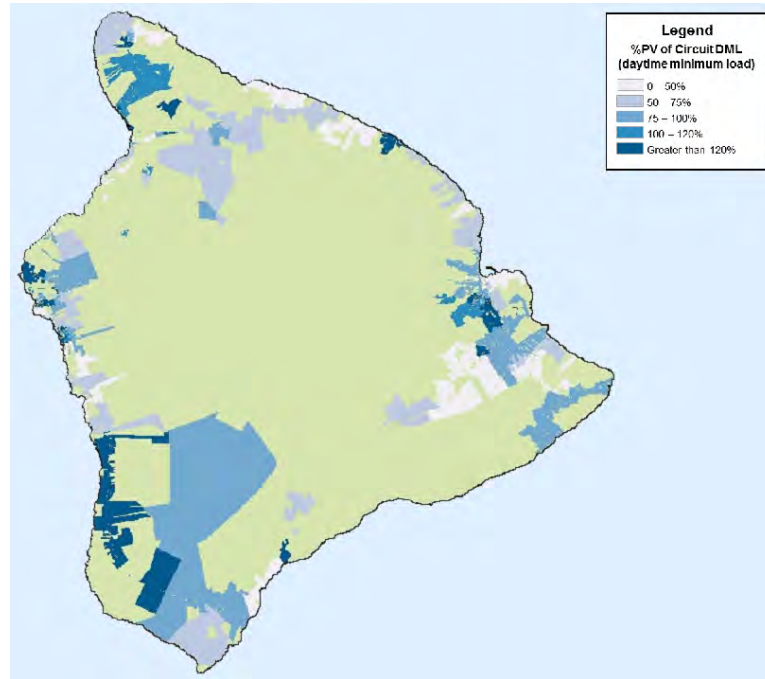 Legend
%PV of Circuit DML
(daytime minimum load)
0 50%
50 75%
75 – 100%
100 – 120%
Greater than 120%